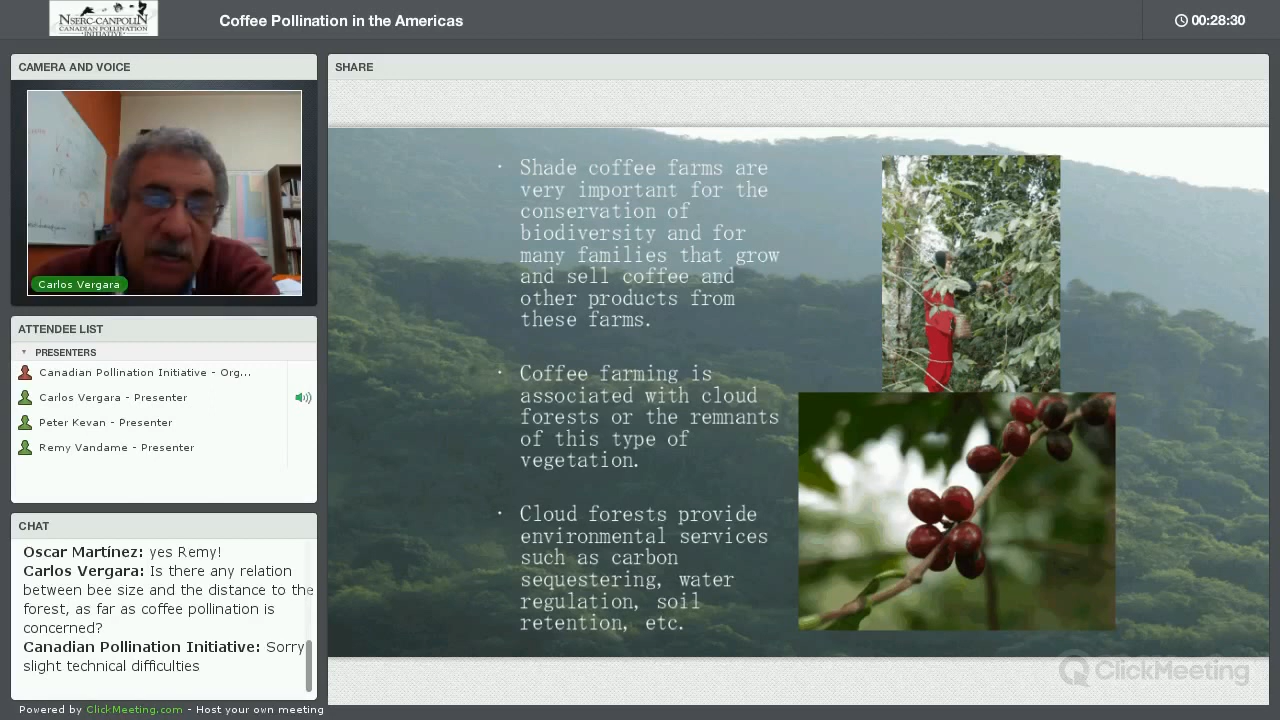 NSERC-CANPOLIN
CANADIAN POLLINATION
INITIATIVE
Coffee Pollination in the Americas
00:28:30
CAMERA AND VOICE
Carlos Vergara
ATTENDEE LIST
PRESENTERS
Canadian Pollination Initiative - Org...
Carlos Vergara - Presenter
Peter Kevan - Presenter
Remy Vandame - Presenter
CHAT
Oscar Martínez: yes Remy!
Carlos Vergara: Is there any relation
between bee size and the distance to the
forest, as far as coffee pollination is
concerned?
Canadian Pollination Initiative: Sorry
slight technical difficulties
Powered by ClickMeeting.com - Host your own meeting
SHARE
· Shade coffee farms are
very important for the
conservation of
biodiversity and for
many families that grow
and sell coffee and
other products from
these farms.
· Coffee farming is
associated with cloud
forests or the remnants
of this type of
vegetation.
· Cloud forests provide
environmental services
such as carbon
sequestering, water
regulation, soil
retention, etc.
ClickMeeting